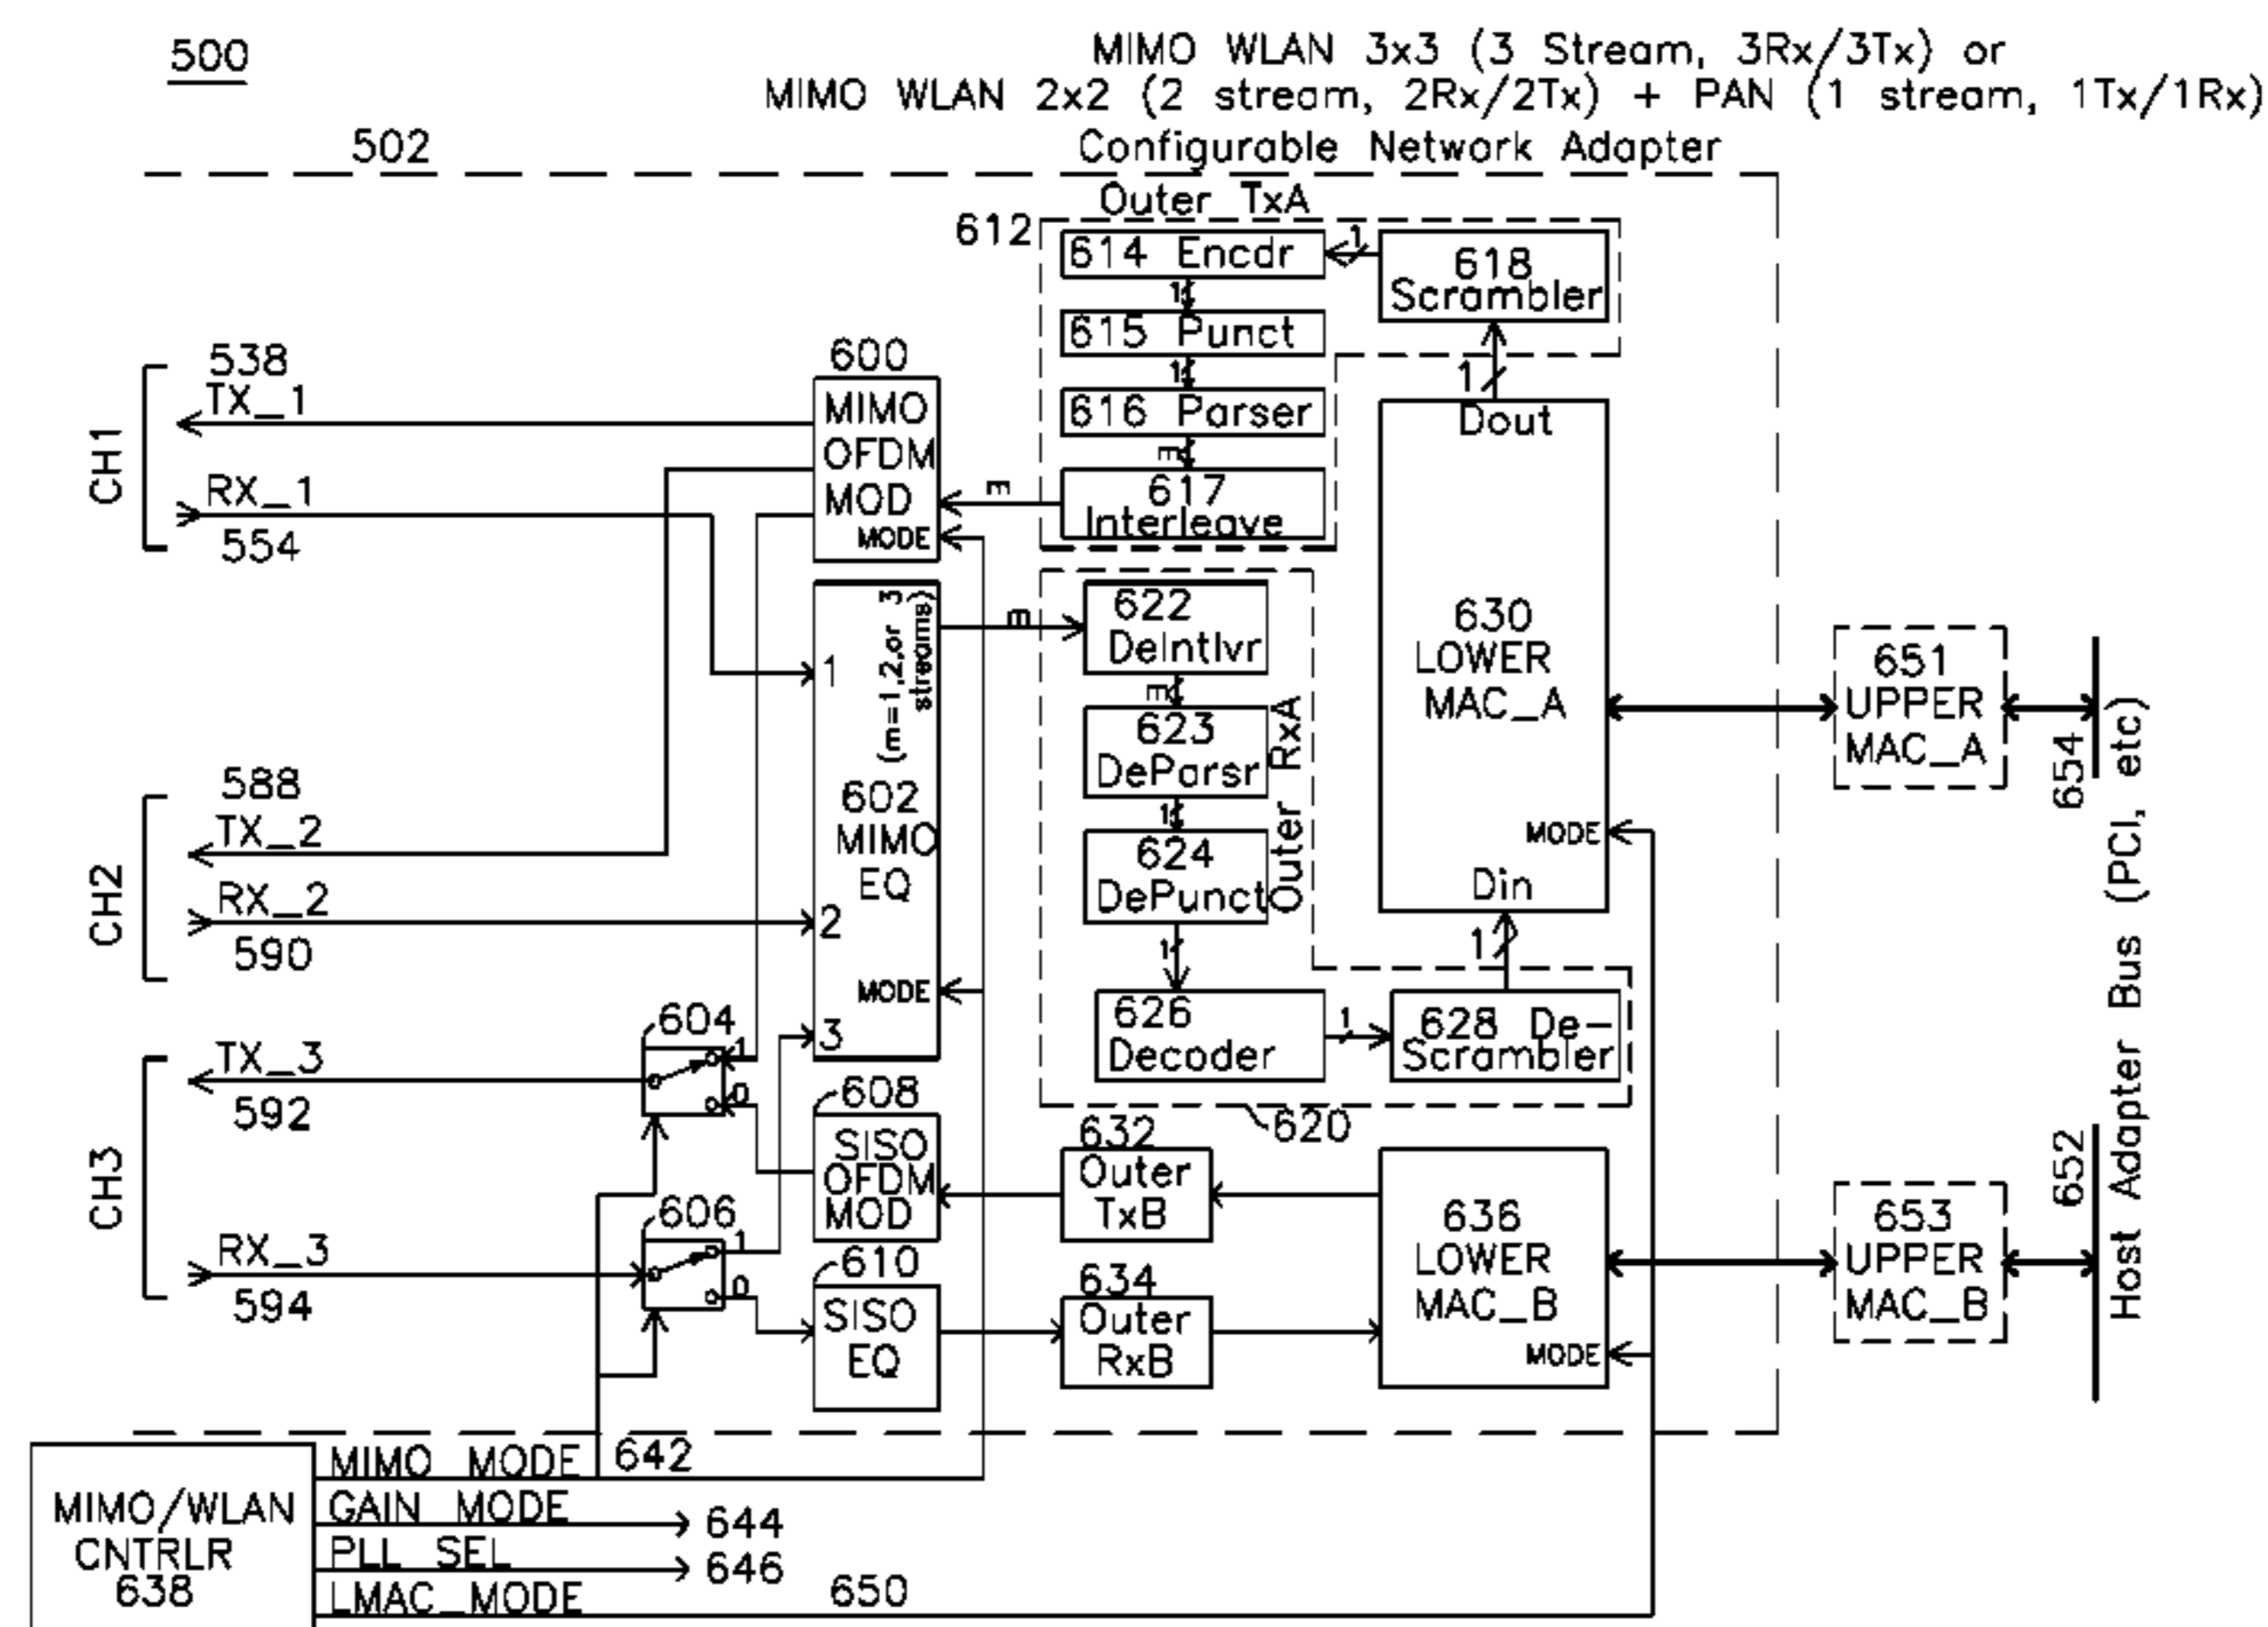 500
MIMO WLAN 3x3 (3 Stream, 3Rx/3Tx) or
MIMO WLAN 2x2 (2 stream, 2Rx/2Tx) + PAN (1 stream, 1Tx/1Rx)
Configurable Network Adapter
502
Outer TxA
612
614 Encdr
1
618
Scrambler
1
615 Punct
1
616 Parser
m
617
Interleave
m
1
CH1
538
TX_1
RX_1
554
600
MIMO
OFDM
MOD
MODE
Dout
630
LOWER
MAC_A
MODE
Din
(m=1,2,or 3
streams)
1
602
MIMO
EQ
2
MODE
3
m
622
DeIntlvr
m
623
DeParsr
1
624
DePunct
1
Outer RxA
626
Decoder
1
628 De-
Scrambler
1
620
651
UPPER
MAC_A
654
CH2
588
TX_2
RX_2
590
CH3
TX_3
592
RX_3
594
604
1
0
606
1
0
608
SISO
OFDM
MOD
610
SISO
EQ
632
Outer
TxB
634
Outer
RxB
636
LOWER
MAC_B
MODE
653
UPPER
MAC_B
652
Host Adapter Bus (PCI, etc)
MIMO/WLAN
CNTRLR
638
MIMO_MODE 642
GAIN_MODE 644
PLL_SEL 646
LMAC_MODE 650